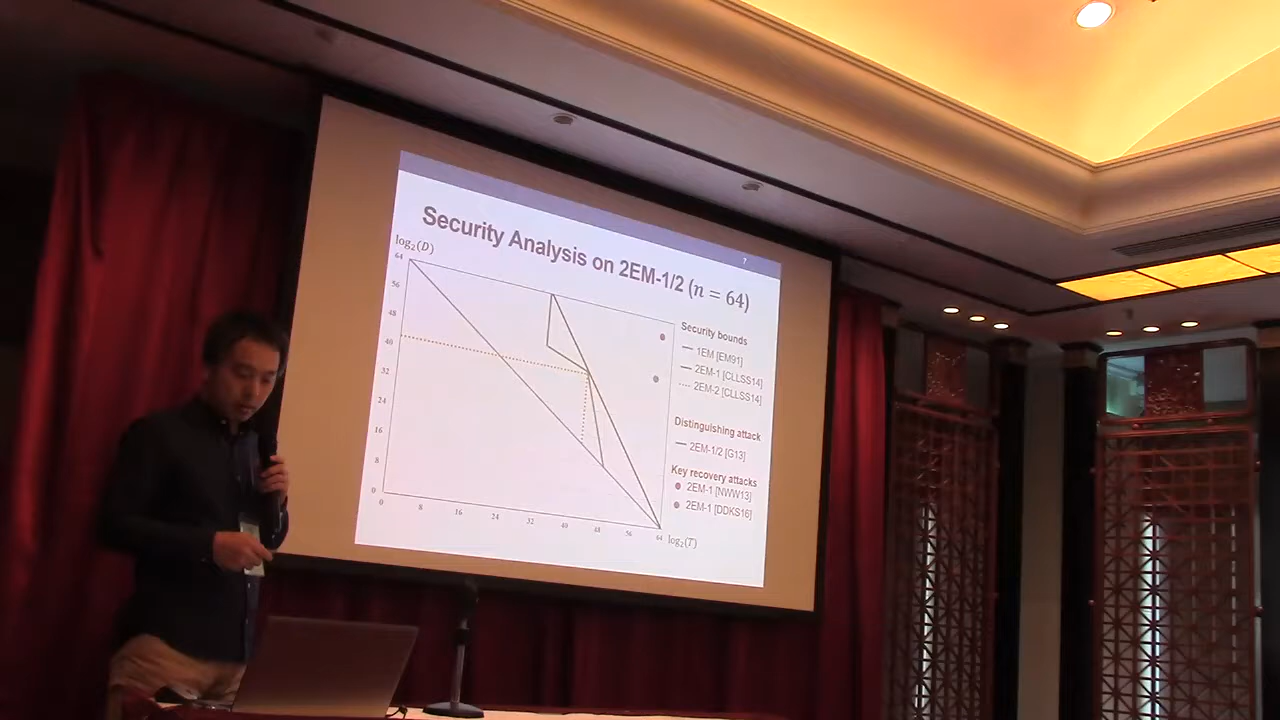 7
Security Analysis on 2EM-1/2 (n = 64)
log₂(D)
64
56
48
40
32
24
16
8
0
0
8
16
24
32
40
48
56
64
log₂(T)
Security bounds
1EM [EM91]
2EM-1 [CLLSS14]
2EM-2 [CLLSS14]
Distinguishing attack
2EM-1/2 [G13]
Key recovery attacks
2EM-1 [NWW13]
2EM-1 [DDKS16]